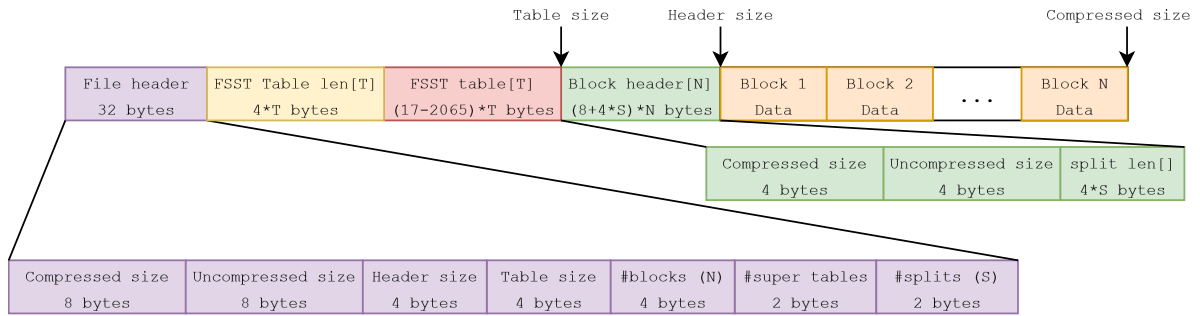 Table size
Header size
Compressed size
File header
32 bytes
FSST Table len[T]
4*T bytes
FSST table[T]
(17-2065)*T bytes
Block header[N]
(8+4*S)*N bytes
Block 1
Data
Block 2
Data
...
Block N
Data
Compressed size
4 bytes
Uncompressed size
4 bytes
split len[]
4*S bytes
Compressed size
8 bytes
Uncompressed size
8 bytes
Header size
4 bytes
Table size
4 bytes
#blocks (N)
4 bytes
#super tables
2 bytes
#splits (S)
2 bytes